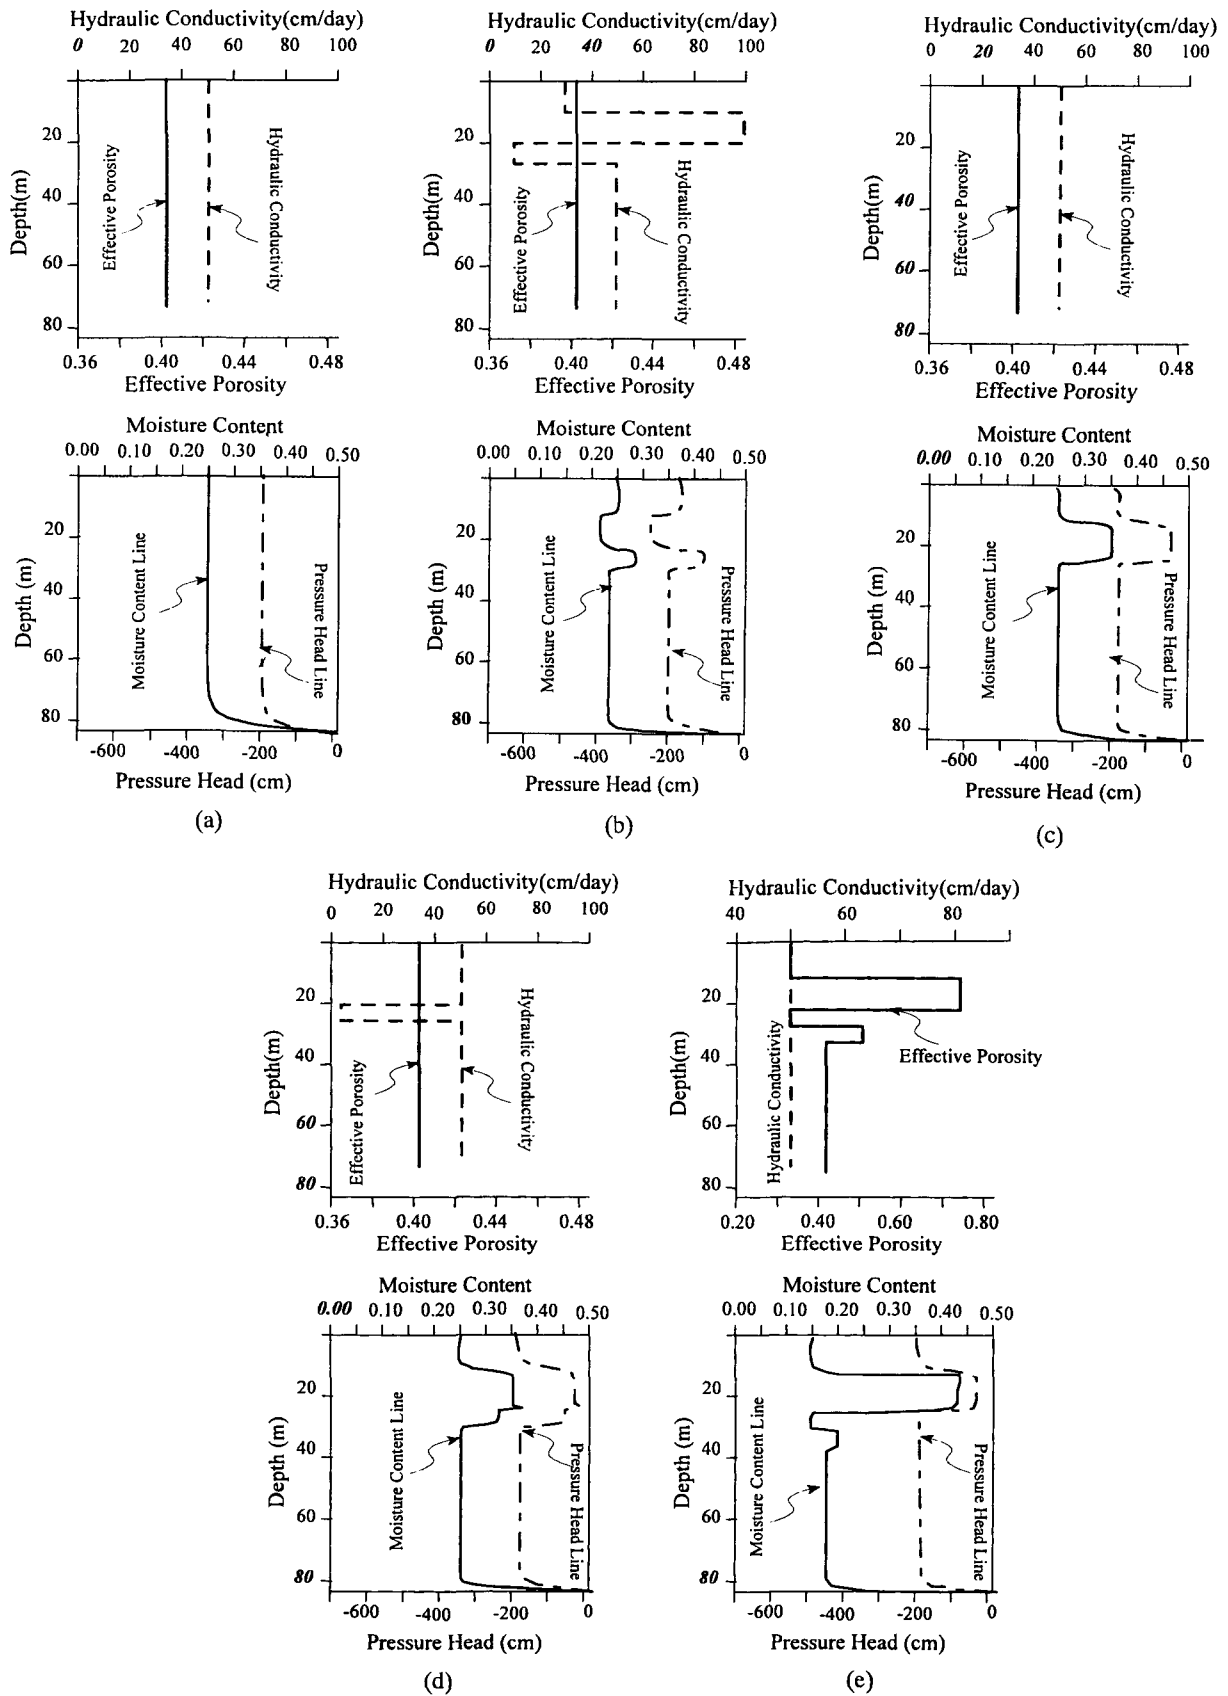 Hydraulic Conductivity(cm/day)
0 20 40 60 80 100
Depth(m)
20
40
60
80
Effective Porosity
Hydraulic Conductivity
0.36 0.40 0.44 0.48
Effective Porosity
Moisture Content
0.00 0.10 0.20 0.30 0.40 0.50
Depth (m)
20
40
60
80
Moisture Content Line
Pressure Head Line
-600 -400 -200 0
Pressure Head (cm)
(a)
Hydraulic Conductivity(cm/day)
0 20 40 60 80 100
Depth(m)
20
40
60
80
Effective Porosity
Hydraulic Conductivity
0.36 0.40 0.44 0.48
Effective Porosity
Moisture Content
0.00 0.10 0.20 0.30 0.40 0.50
Depth (m)
20
40
60
80
Moisture Content Line
Pressure Head Line
-600 -400 -200 0
Pressure Head (cm)
(b)
Hydraulic Conductivity(cm/day)
0 20 40 60 80 100
Depth(m)
20
40
60
80
Effective Porosity
Hydraulic Conductivity
0.36 0.40 0.44 0.48
Effective Porosity
Moisture Content
0.00 0.10 0.20 0.30 0.40 0.50
Depth (m)
20
40
60
80
Moisture Content Line
Pressure Head Line
-600 -400 -200 0
Pressure Head (cm)
(c)
Hydraulic Conductivity(cm/day)
0 20 40 60 80 100
Depth(m)
20
40
60
80
Effective Porosity
Hydraulic Conductivity
0.36 0.40 0.44 0.48
Effective Porosity
Moisture Content
0.00 0.10 0.20 0.30 0.40 0.50
Depth (m)
20
40
60
80
Moisture Content Line
Pressure Head Line
-600 -400 -200 0
Pressure Head (cm)
(d)
Hydraulic Conductivity(cm/day)
40 60 80
Depth(m)
20
40
60
80
Hydraulic Conductivity
Effective Porosity
0.20 0.40 0.60 0.80
Effective Porosity
Moisture Content
0.00 0.10 0.20 0.30 0.40 0.50
Depth (m)
20
40
60
80
Moisture Content Line
Pressure Head Line
-600 -400 -200 0
Pressure Head (cm)
(e)